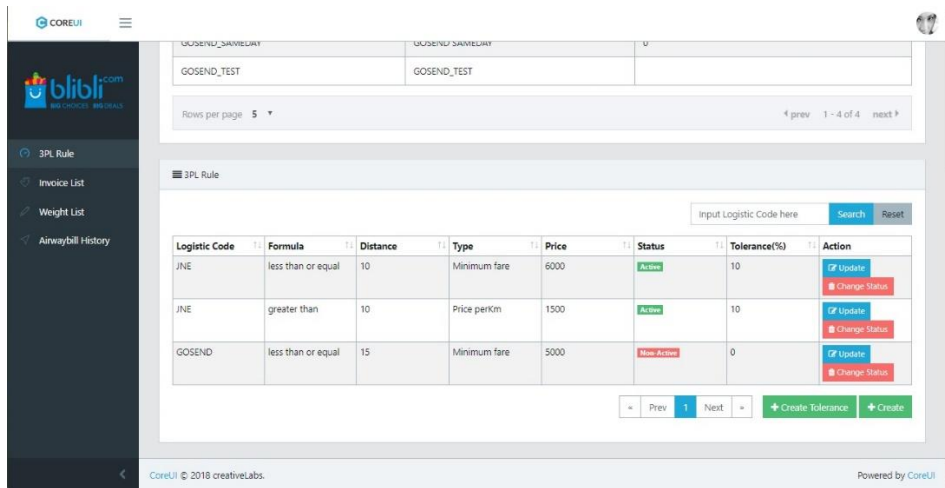 COREUI
GOSEND_SAMEDAY GOSEND SAMEDAY 0
GOSEND_TEST GOSEND_TEST
blibli.com
BIG CHOICES BIG DEALS
Rows per page 5 prev 1 - 4 of 4 next
3PL Rule
Invoice List
Weight List
Airwaybill History
3PL Rule
Input Logistic Code here Search Reset
Logistic Code Formula Distance Type Price Status Tolerance(%) Action
JNE less than or equal 10 Minimum fare 6000 Active 10 Update
Change Status
JNE greater than 10 Price perKm 1500 Active 10 Update
Change Status
GOSEND less than or equal 15 Minimum fare 5000 Non-Active 0 Update
Change Status
« Prev 1 Next » + Create Tolerance + Create
CoreUI © 2018 creativeLabs. Powered by CoreUI